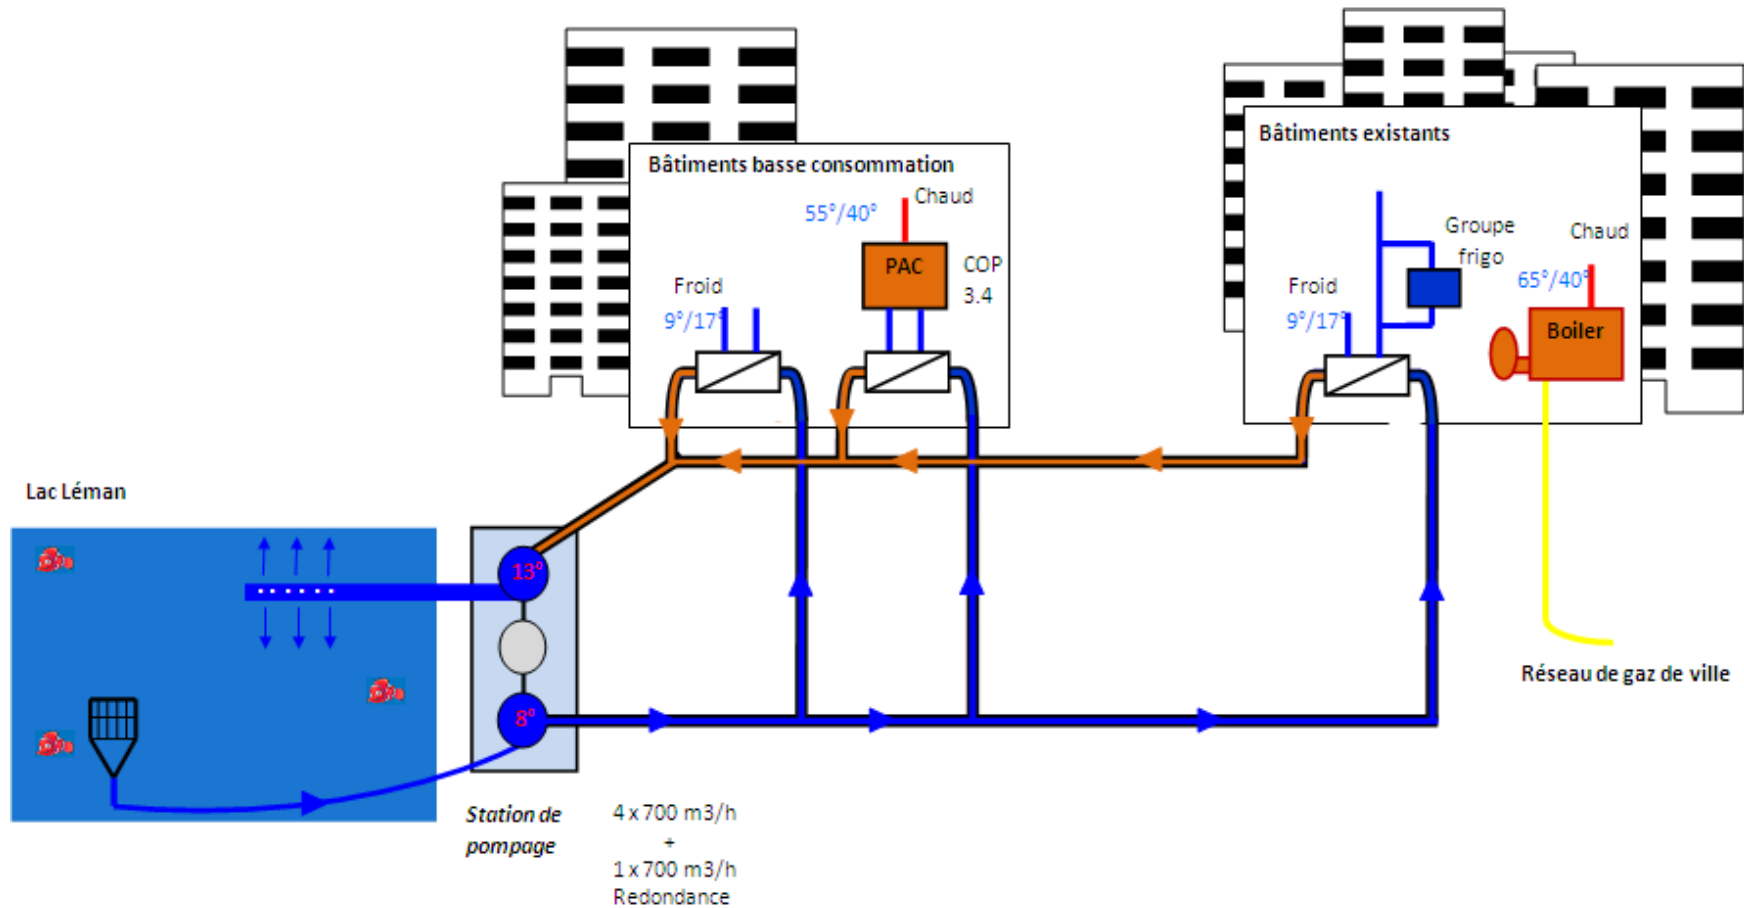 Bâtiments basse consommation
55°/40°
Chaud
PAC
COP
3.4
Froid
9°/17°
Bâtiments existants
Groupe
frigo
Chaud
65°/40°
Froid
9°/17°
Boiler
Lac Léman
13°
8°
Réseau de gaz de ville
Station de
pompage
4 x 700 m3/h
+
1 x 700 m3/h
Redondance